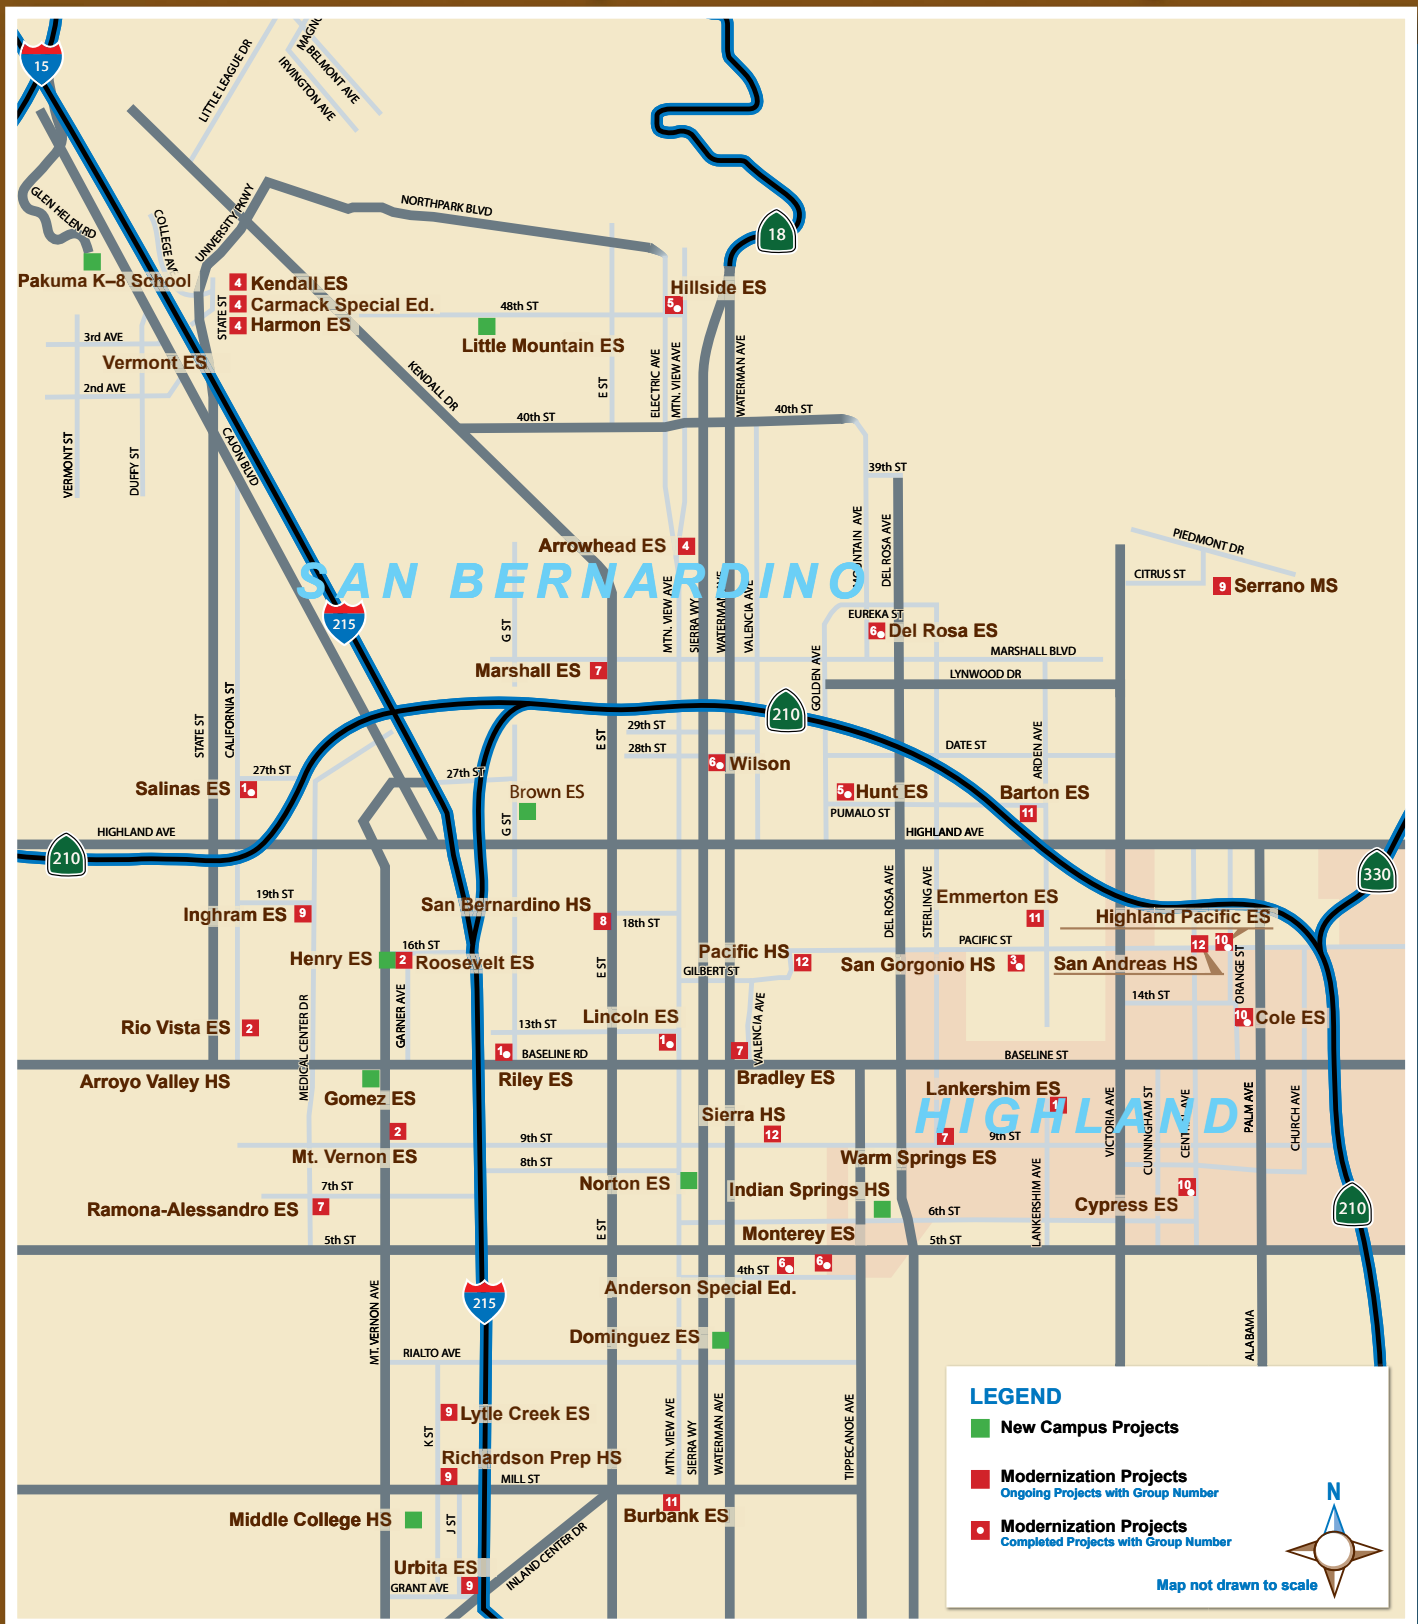 15
LITTLE LEAGUE DR
BELMONT AVE
IRVINGTON AVE
GLEN HELEN RD
UNIVERSITY PKWY
NORTHPARK BLVD
18
Pakuma K–8 School
4 Kendall ES
4 Carmack Special Ed.
4 Harmon ES
STATE ST
48th ST
Little Mountain ES
Hillside ES
5
3rd AVE
Vermont ES
2nd AVE
VERMONT ST
DUFFY ST
CAJON BLVD
KENDALL DR
E ST
ELECTRIC AVE
MTN. VIEW AVE
WATERMAN AVE
40th ST
40th ST
39th ST
MOUNTAIN AVE
DEL ROSA AVE
Arrowhead ES 4
PIEDMONT DR
CITRUS ST
9 Serrano MS
SAN BERNARDINO
215
G ST
MTN. VIEW AVE
SIERRA WY
WATERMAN AVE
VALENCIA AVE
EUREKA ST
6 Del Rosa ES
MARSHALL BLVD
LYNWOOD DR
GOLDEN AVE
Marshall ES 7
210
STATE ST
CALIFORNIA ST
E ST
29th ST
28th ST
6 Wilson
DATE ST
ARDEN AVE
27th ST
27th ST
Salinas ES 1
Brown ES
G ST
5 Hunt ES
PUMALO ST
Barton ES
11
HIGHLAND AVE
HIGHLAND AVE
210
330
19th ST
Inghram ES 9
San Bernardino HS
8
18th ST
DEL ROSA AVE
STERLING AVE
Emmerton ES
11
Highland Pacific ES
PACIFIC ST
12
10
San Andreas HS
Henry ES
2 Roosevelt ES
16th ST
E ST
Pacific HS
12
GILBERT ST
San Gorgonio HS 3
14th ST
ORANGE ST
10 Cole ES
MEDICAL CENTER DR
GARNER AVE
Rio Vista ES 2
13th ST
Lincoln ES
1
VALENCIA AVE
1 BASELINE RD
7
BASELINE ST
Arroyo Valley HS
Riley ES
Bradley ES
Gomez ES
Lankershim ES
HIGHLAND
2
Mt. Vernon ES
9th ST
8th ST
Sierra HS
12
7
9th ST
Warm Springs ES
VICTORIA AVE
CUNNINGHAM ST
PALM AVE
CHURCH AVE
7th ST
Ramona-Alessandro ES 7
Norton ES
Indian Springs HS
LANKERSHIM AVE
10
Cypress ES
210
E ST
6th ST
Monterey ES
5th ST
5th ST
4th ST 6 6
Anderson Special Ed.
215
MT. VERNON AVE
Dominguez ES
RIALTO AVE
ALABAMA
9 Lytle Creek ES
K ST
Richardson Prep HS
9
MILL ST
MTN. VIEW AVE
SIERRA WY
WATERMAN AVE
TIPPECANOE AVE
11
Burbank ES
Middle College HS
J ST
INLAND CENTER DR
Urbita ES
GRANT AVE 9
LEGEND
New Campus Projects
Modernization Projects
Ongoing Projects with Group Number
Modernization Projects
Completed Projects with Group Number
N
Map not drawn to scale